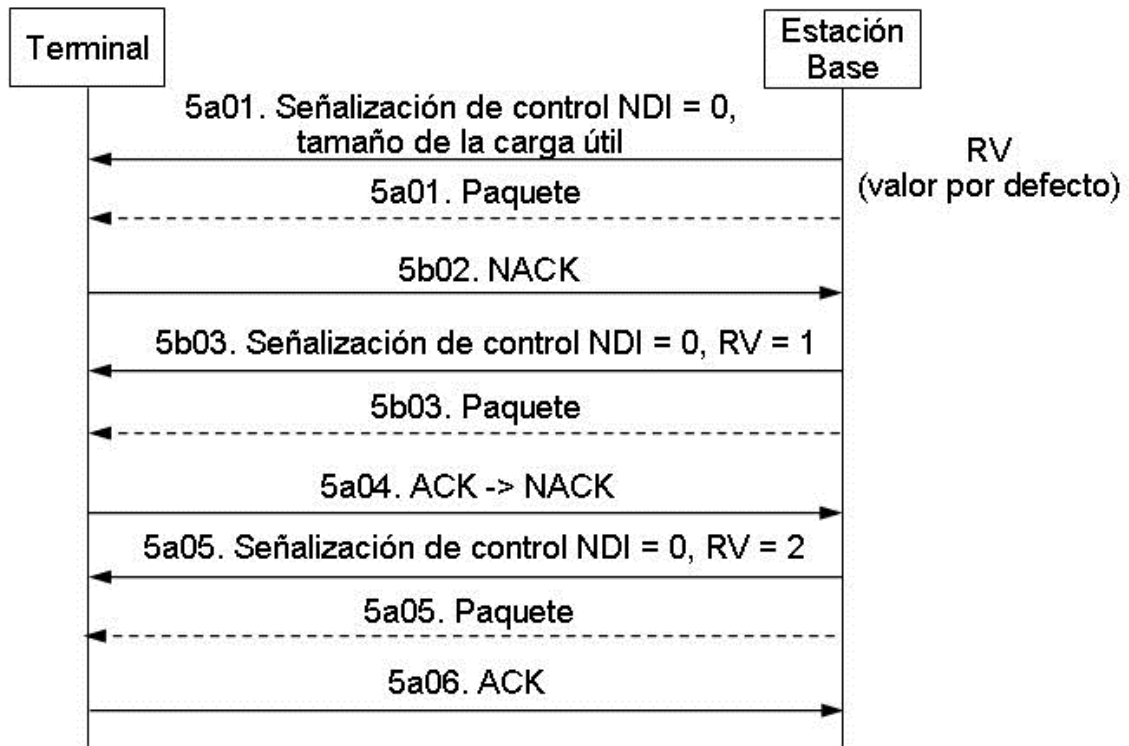 Terminal
Estación
Base
5a01. Señalización de control NDI = 0,
tamaño de la carga útil
RV
(valor por defecto)
5a01. Paquete
5b02. NACK
5b03. Señalización de control NDI = 0, RV = 1
5b03. Paquete
5a04. ACK -> NACK
5a05. Señalización de control NDI = 0, RV = 2
5a05. Paquete
5a06. ACK